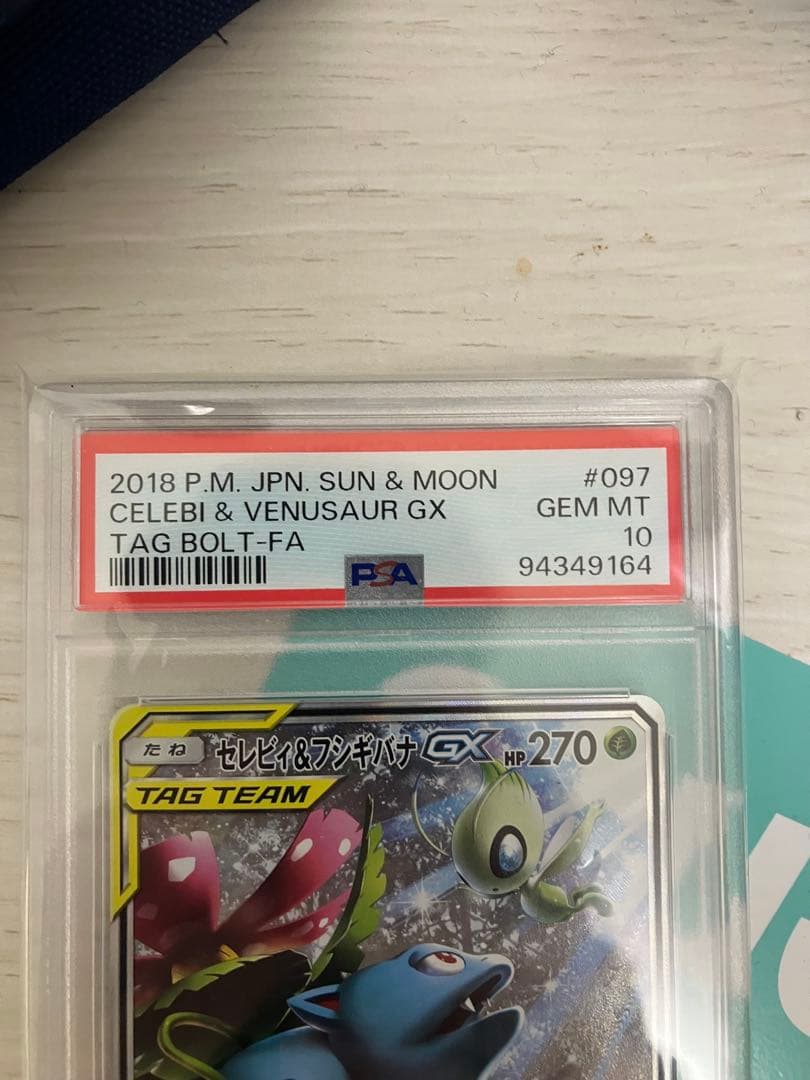 2018 P.M. JPN. SUN & MOON #097
CELEBI & VENUSAUR GX GEM MT
TAG BOLT-FA 10
PSA 94349164
たね セレビィ&フシギバナ GX HP 270
TAG TEAM